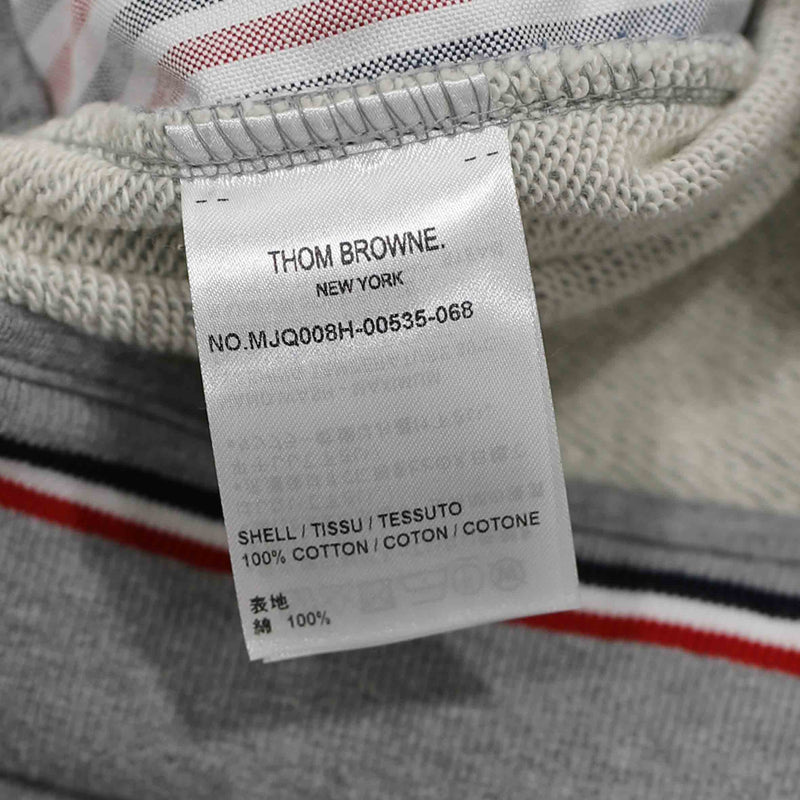 THOM BROWNE.
NEW YORK
NO.MJQ008H-00535-068
SHELL / TISSU / TESSUTO
100% COTTON / COTON / COTONE
表地
綿 100%